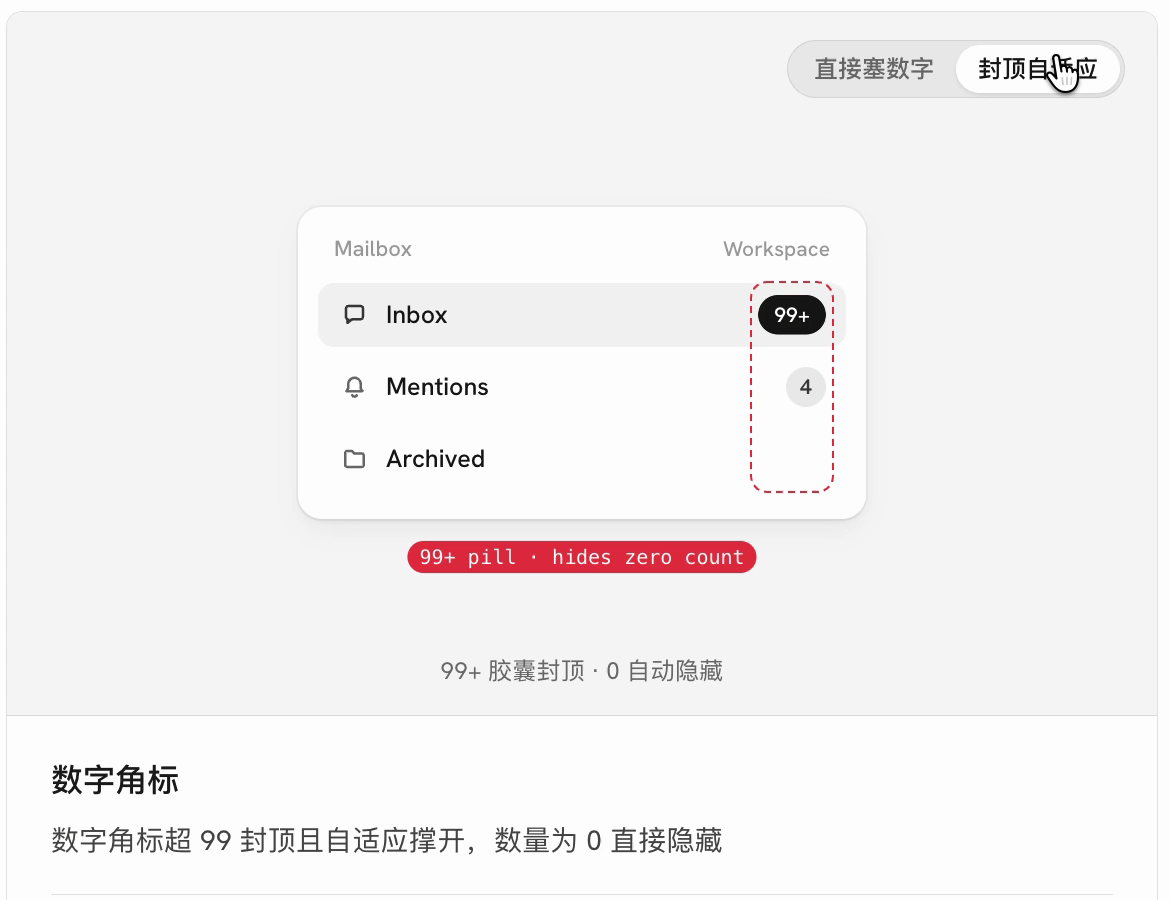 直接塞数字
封顶自适应
Mailbox
Workspace
Inbox
99+
Mentions
4
Archived
99+ pill · hides zero count
99+ 胶囊封顶 · 0 自动隐藏
数字角标
数字角标超 99 封顶且自适应撑开，数量为 0 直接隐藏